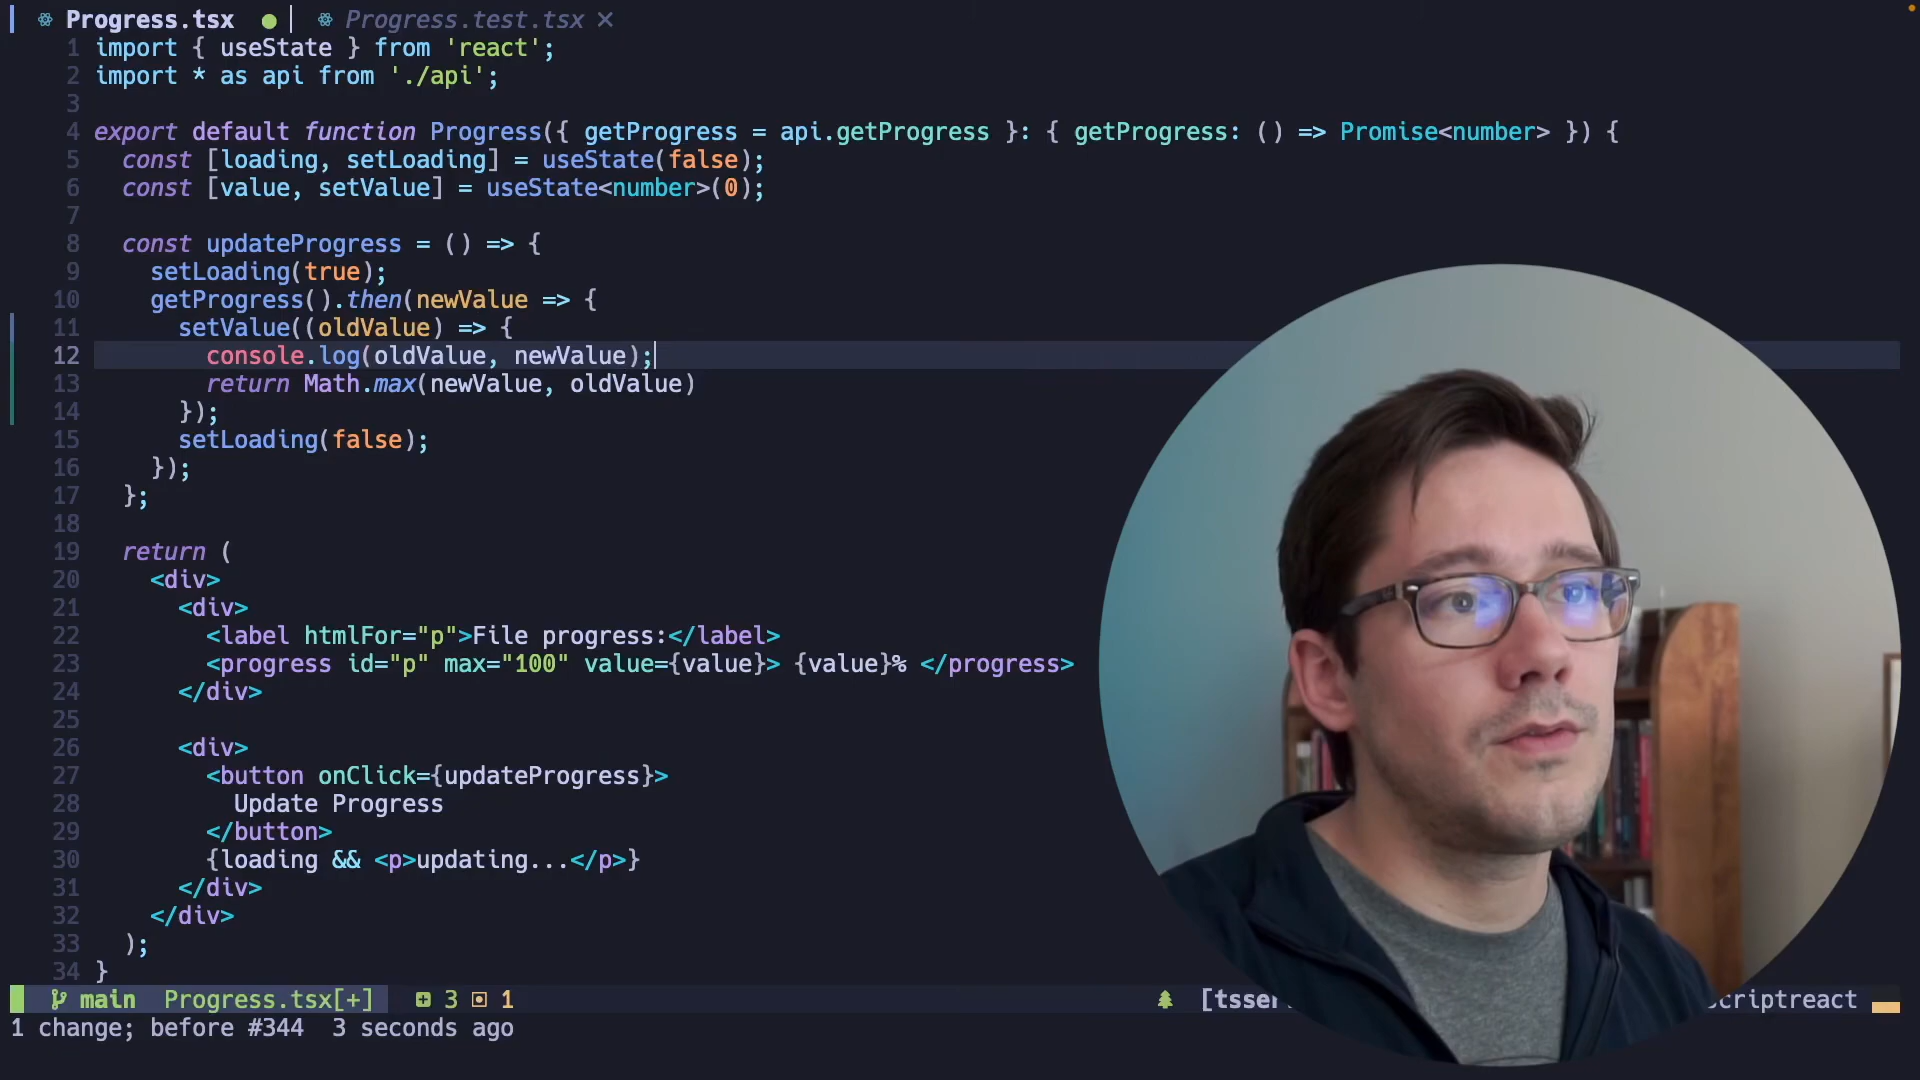 Progress.tsx Progress.test.tsx
1 import { useState } from 'react';
2 import * as api from './api';
3
4 export default function Progress({ getProgress = api.getProgress }: { getProgress: () => Promise<number> }) {
5 const [loading, setLoading] = useState(false);
6 const [value, setValue] = useState<number>(0);
7
8 const updateProgress = () => {
9 setLoading(true);
10 getProgress().then(newValue => {
11 setValue((oldValue) => {
12 console.log(oldValue, newValue);
13 return Math.max(newValue, oldValue)
14 });
15 setLoading(false);
16 });
17 };
18
19 return (
20 <div>
21 <div>
22 <label htmlFor="p">File progress:</label>
23 <progress id="p" max="100" value={value}> {value}% </progress>
24 </div>
25
26 <div>
27 <button onClick={updateProgress}>
28 Update Progress
29 </button>
30 {loading && <p>updating...</p>}
31 </div>
32 </div>
33 );
34 }
main Progress.tsx[+] 3 1 [tsser scriptreact
1 change; before #344 3 seconds ago